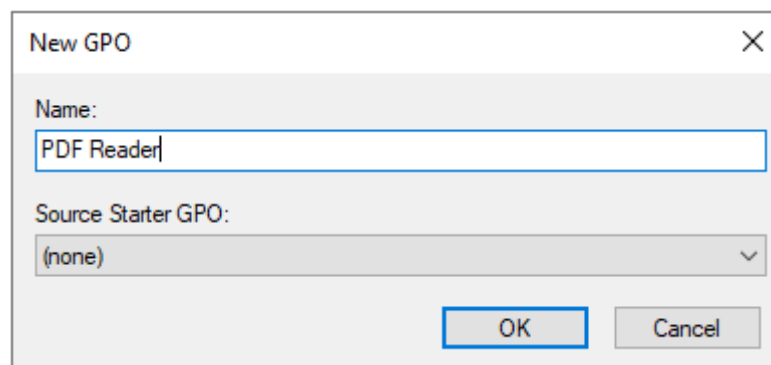 New GPO
Name:
PDF Reader
Source Starter GPO:
(none)
OK Cancel